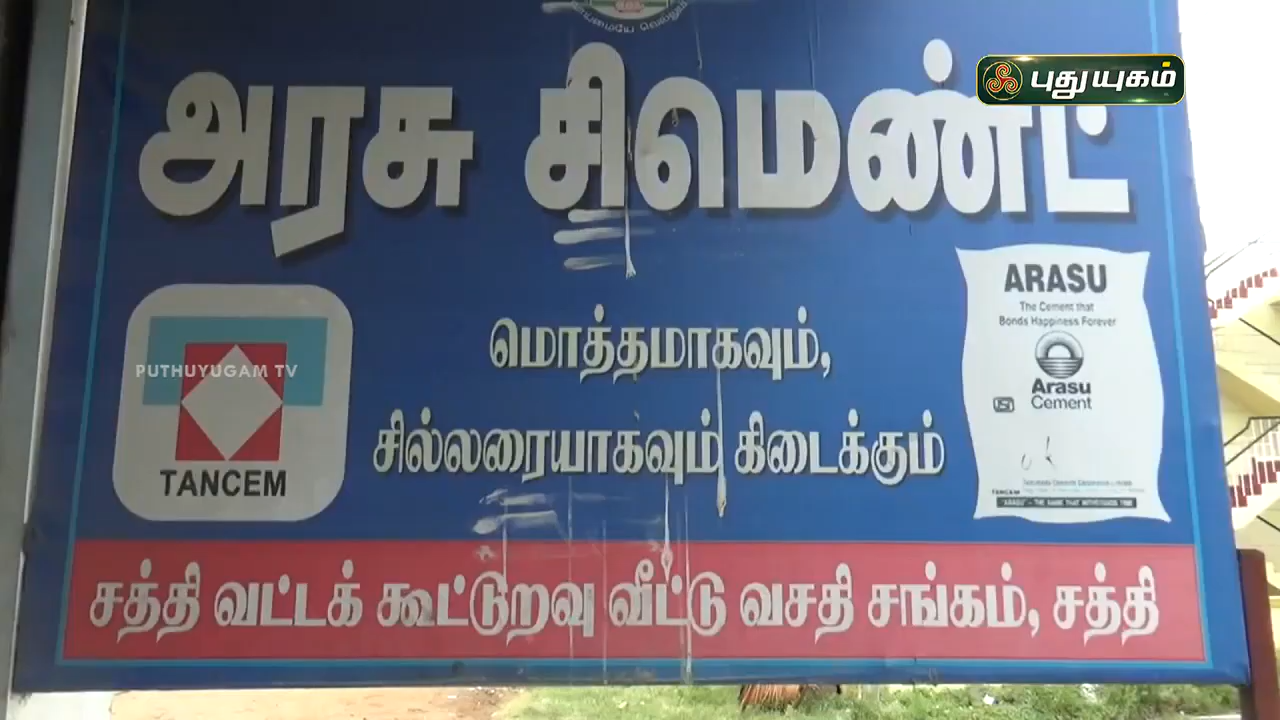 வாய்மையே வெல்லும்
புதுயுகம்
அரசு சிமெண்ட்
ARASU
The Cement that
Bonds Happiness Forever
Arasu
Cement
மொத்தமாகவும்,
சில்லரையாகவும் கிடைக்கும்
PUTHUYUGAM TV
TANCEM
TANCEM
சத்தி வட்டக் கூட்டுறவு வீட்டு வசதி சங்கம், சத்தி